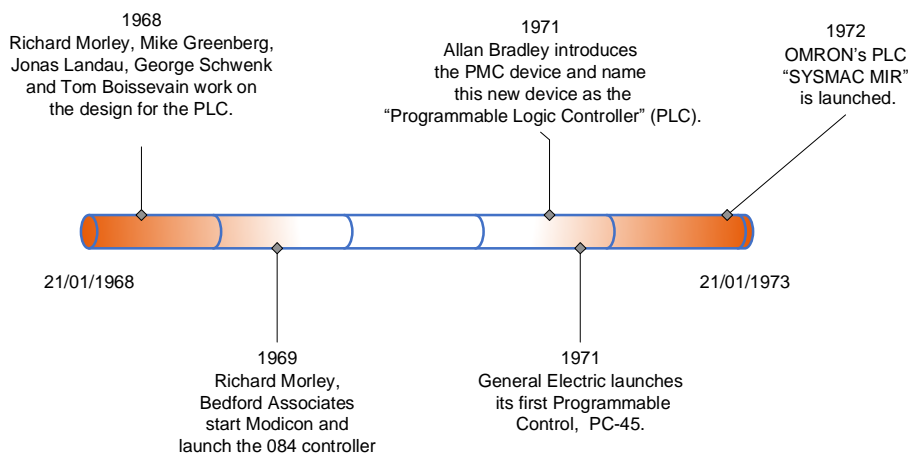 1968
Richard Morley, Mike Greenberg,
Jonas Landau, George Schwenk
and Tom Boissevain work on
the design for the PLC.
1971
Allan Bradley introduces
the PMC device and name
this new device as the
“Programmable Logic Controller” (PLC).
1972
OMRON’s PLC
“SYSMAC MIR”
is launched.
21/01/1968
21/01/1973
1969
Richard Morley,
Bedford Associates
start Modicon and
launch the 084 controller
1971
General Electric launches
its first Programmable
Control, PC-45.